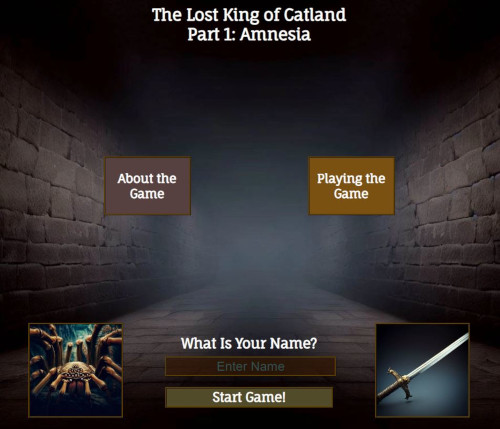 The Lost King of Catland
Part 1: Amnesia
About the
Game
Playing the
Game
What Is Your Name?
Enter Name
Start Game!